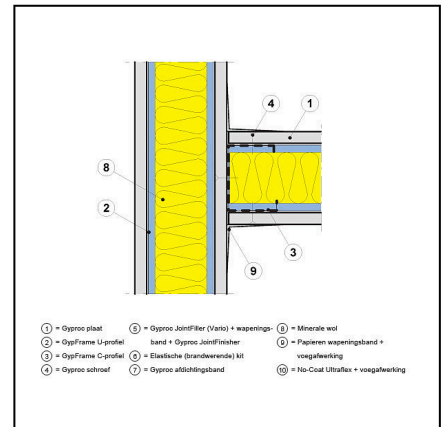 4
1
8
2
3
9
1 = Gyproc plaat
2 = GypFrame U-profiel
3 = GypFrame C-profiel
4 = Gyproc schroef
5 = Gyproc JointFiller (Vario) + wapenings-
band + Gyproc JointFinisher
6 = Elastische (brandwerende) kit
7 = Gyproc afdichtingsband
8 = Minerale wol
9 = Papieren wapeningsband +
voegafwerking
10 = No-Coat Ultraflex + voegafwerking